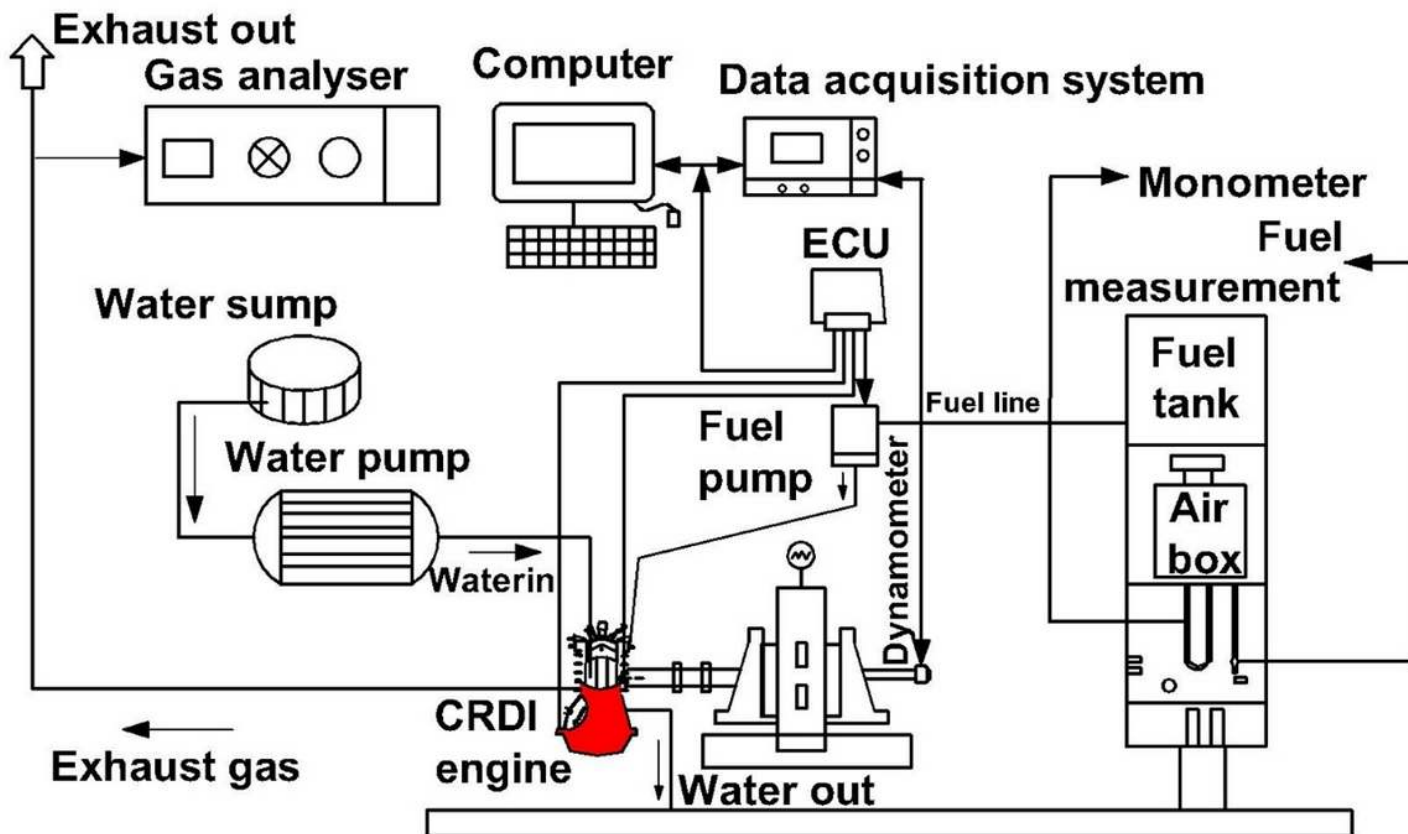 Exhaust out
Gas analyser
Computer
Data acquisition system
Monometer
Fuel
measurement
ECU
Water sump
Fuel
tank
Fuel line
Fuel
pump
Water pump
Dynamometer
Air
box
Waterin
CRDI
engine
Exhaust gas
Water out